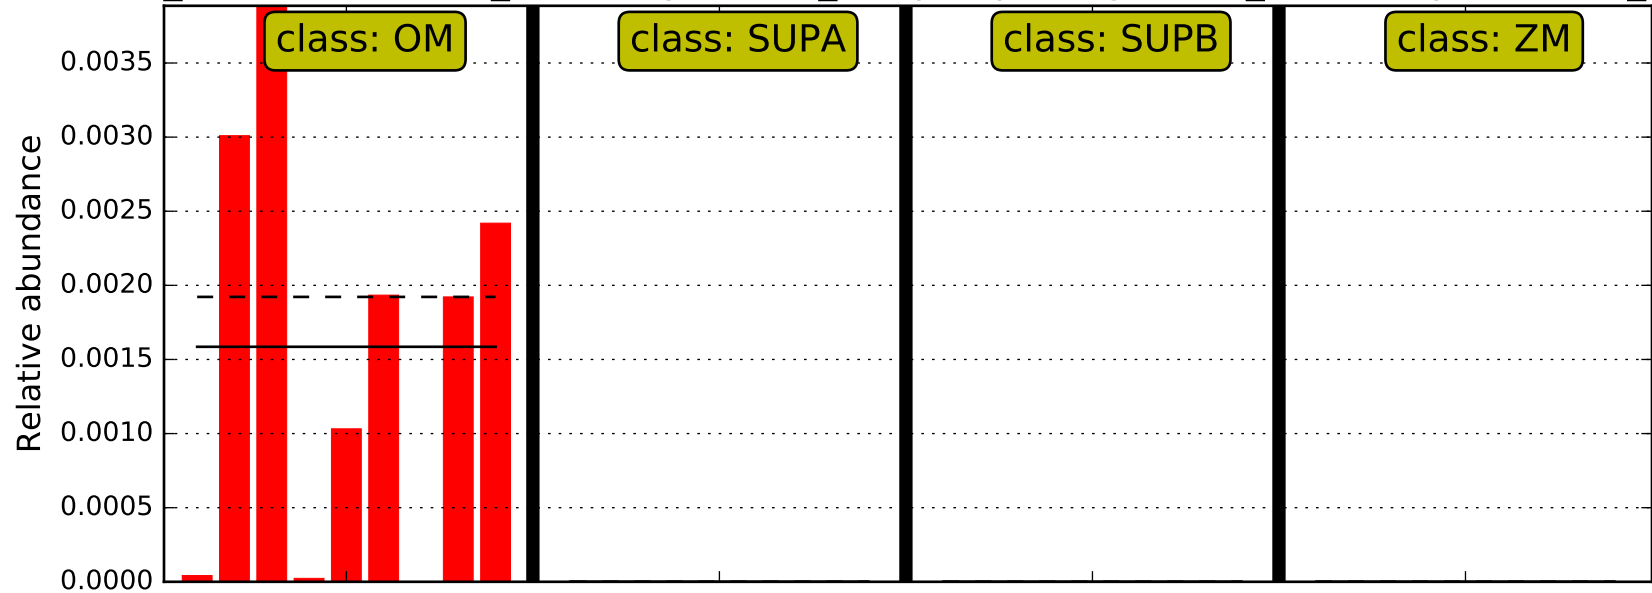 class: OM
class: SUPA
class: SUPB
class: ZM
0.0035
0.0030
0.0025
0.0020
0.0015
0.0010
0.0005
0.0000
Relative abundance